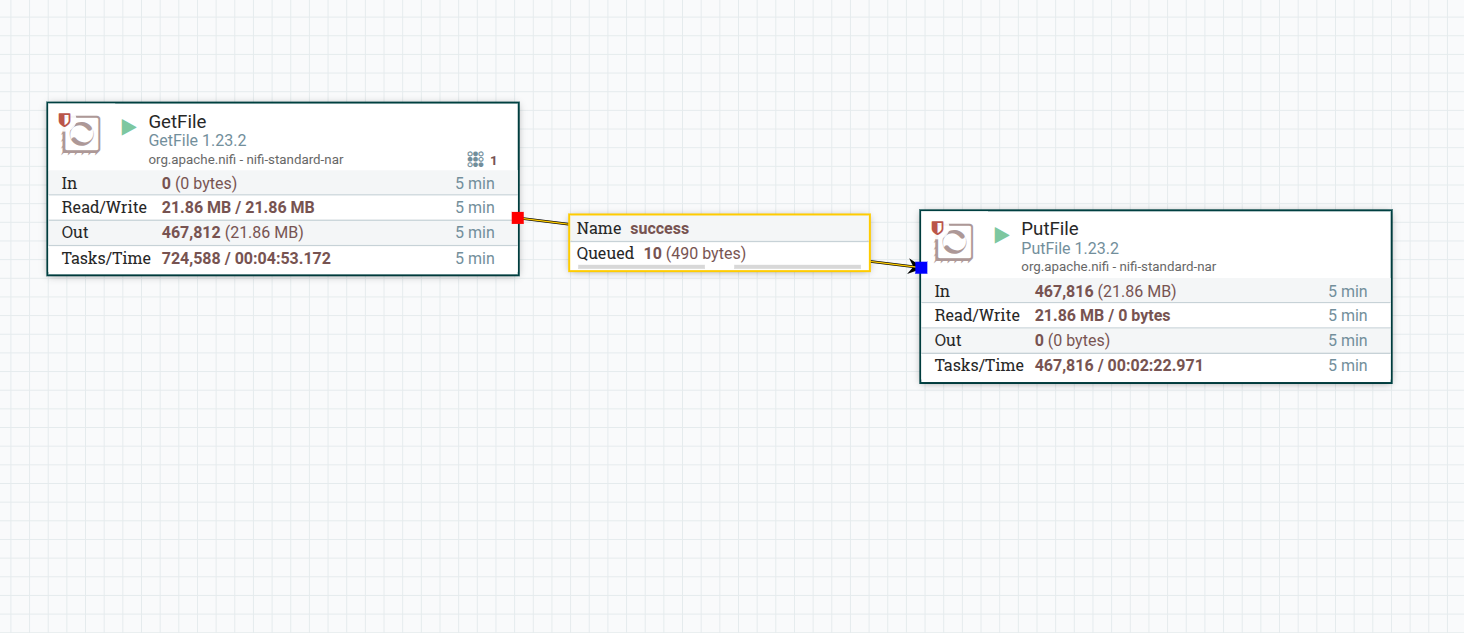 GetFile
GetFile 1.23.2
org.apache.nifi - nifi-standard-nar
1
In 0 (0 bytes) 5 min
Read/Write 21.86 MB / 21.86 MB 5 min
Out 467,812 (21.86 MB) 5 min
Tasks/Time 724,588 / 00:04:53.172 5 min
Name success
Queued 10 (490 bytes)
PutFile
PutFile 1.23.2
org.apache.nifi - nifi-standard-nar
In 467,816 (21.86 MB) 5 min
Read/Write 21.86 MB / 0 bytes 5 min
Out 0 (0 bytes) 5 min
Tasks/Time 467,816 / 00:02:22.971 5 min